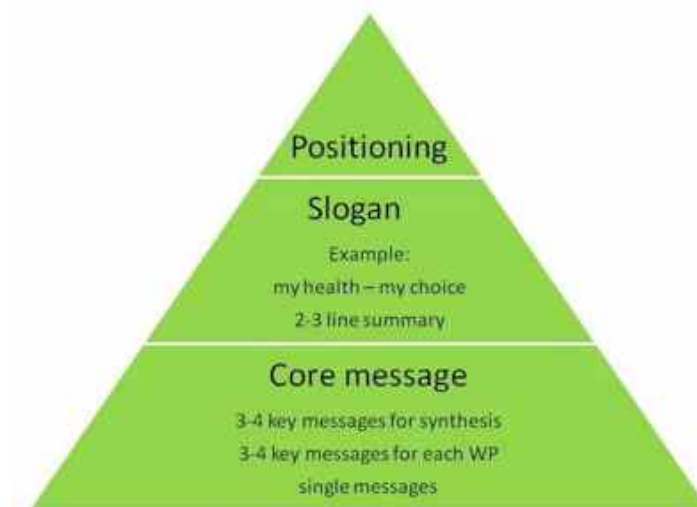 Positioning
Slogan
Example:
my health – my choice
2-3 line summary
Core message
3-4 key messages for synthesis
3-4 key messages for each WP
single messages